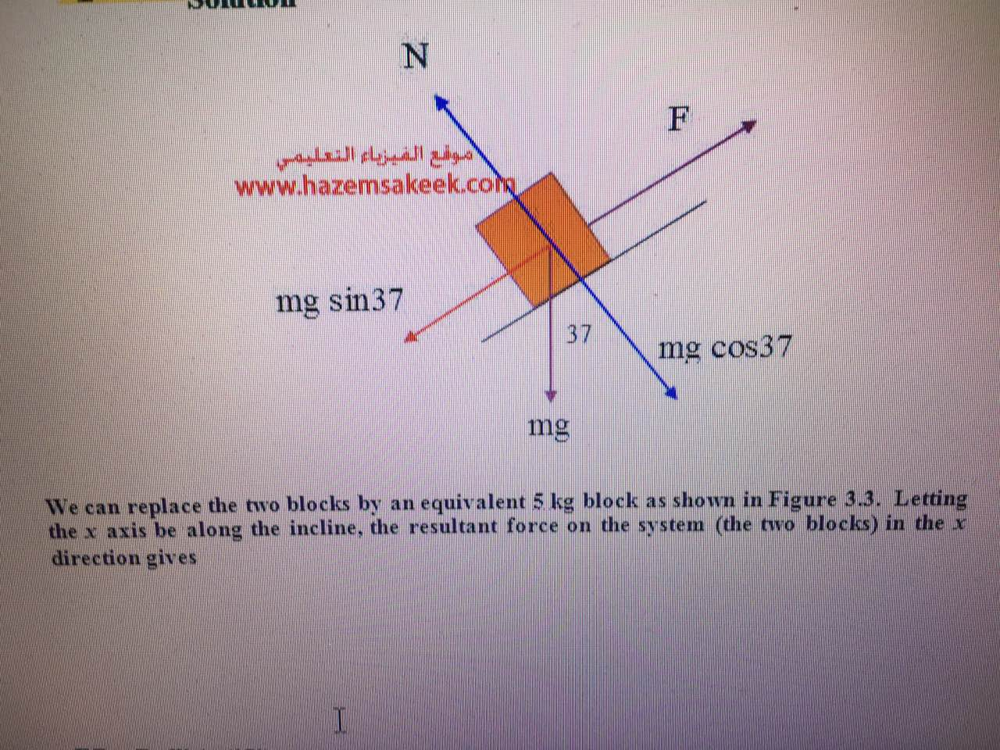 Solution
N
F
موقع الفيزياء التعليمي
www.hazemsakeek.com
mg sin37
37
mg cos37
mg
We can replace the two blocks by an equivalent 5 kg block as shown in Figure 3.3. Letting
the x axis be along the incline, the resultant force on the system (the two blocks) in the x
direction gives